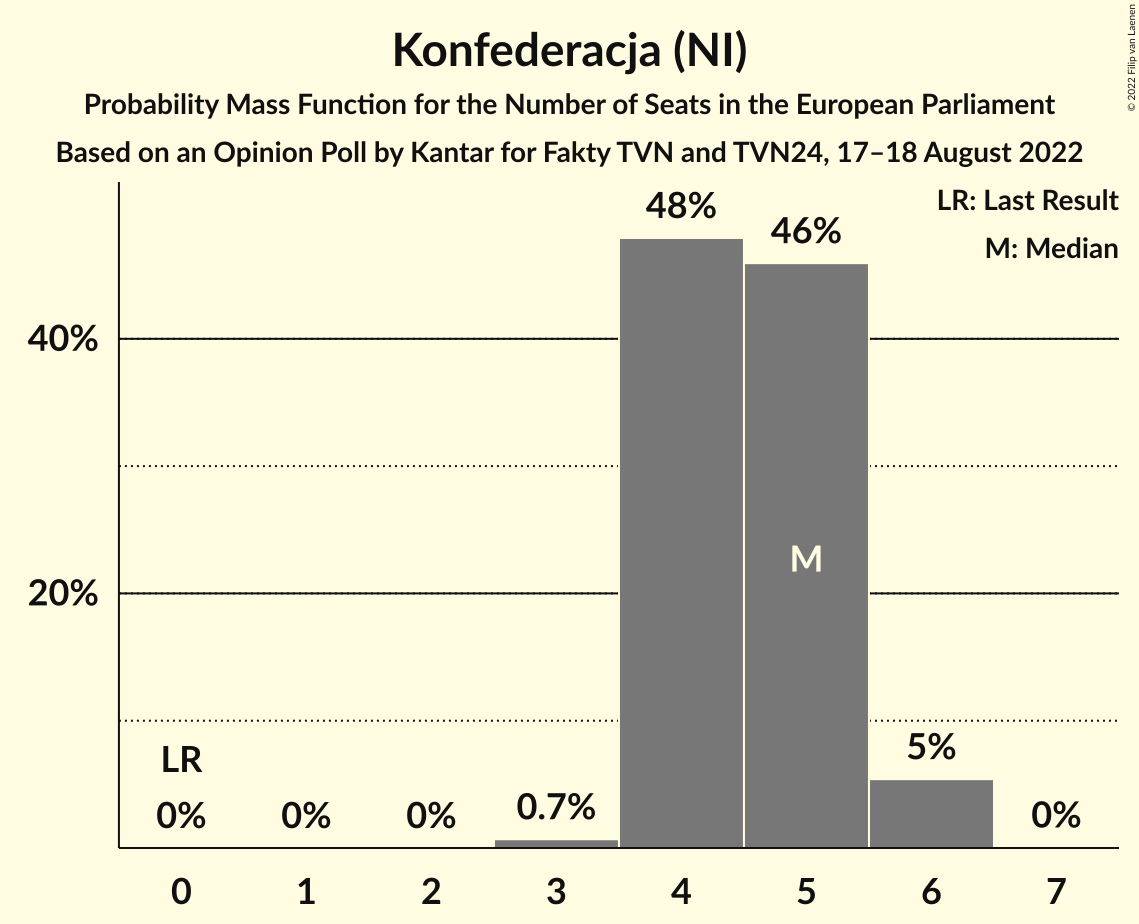 Konfederacja (NI)
Probability Mass Function for the Number of Seats in the European Parliament
Based on an Opinion Poll by Kantar for Fakty TVN and TVN24, 17–18 August 2022
© 2022 Filip van Laenen
LR: Last Result
M: Median
48%
46%
40%
M
20%
LR
0%
0%
0%
0.7%
5%
0%
0
1
2
3
4
5
6
7